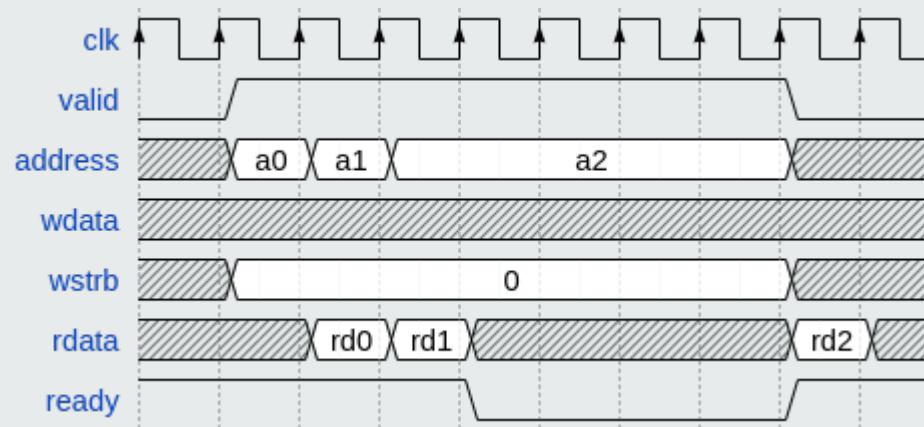 clk
valid
address a0 a1 a2
wdata
wstrb 0
rdata rd0 rd1 rd2
ready